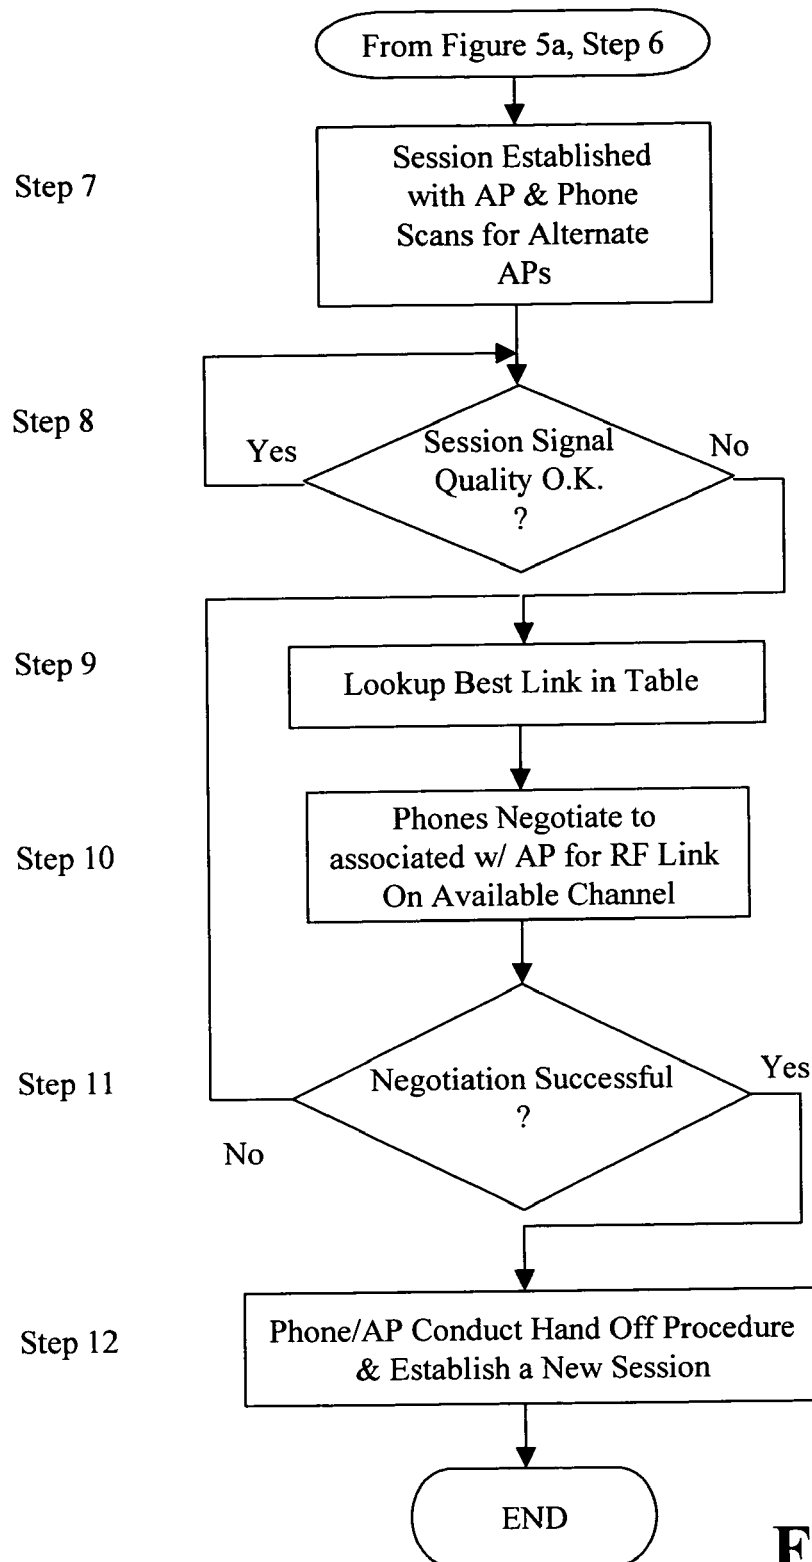 From Figure 5a, Step 6
Step 7
Session Established
with AP & Phone
Scans for Alternate
APs
Step 8
Yes
Session Signal
Quality O.K.
?
No
Step 9
Lookup Best Link in Table
Step 10
Phones Negotiate to
associated w/ AP for RF Link
On Available Channel
Step 11
Negotiation Successful
?
Yes
No
Step 12
Phone/AP Conduct Hand Off Procedure
& Establish a New Session
END
F